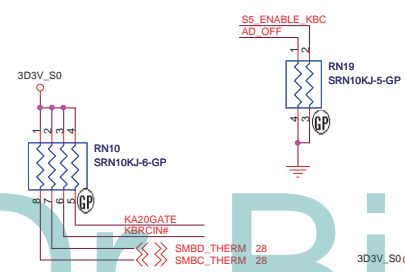 S5_ENABLE_KBC
AD_OFF
1
2
RN19
SRN10KJ-5-GP
4
3
GP
3D3V_S0
1
2
3
4
RN10
SRN10KJ-6-GP
8
7
6
5
GP
KA20GATE
KBRCIN#
SMBD_THERM 28
SMBC_THERM 28
3D3V_S0